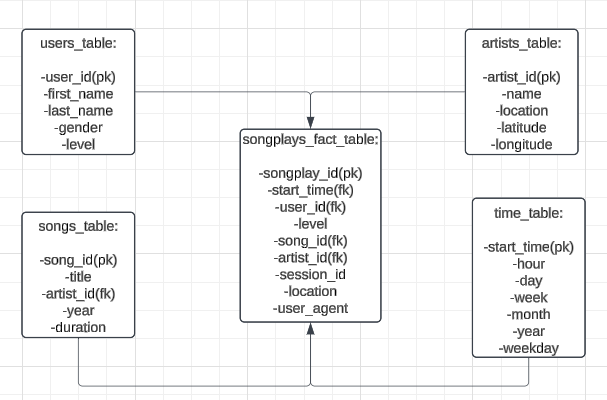 users_table:
-user_id(pk)
-first_name
-last_name
-gender
-level
artists_table:
-artist_id(pk)
-name
-location
-latitude
-longitude
songplays_fact_table:
-songplay_id(pk)
-start_time(fk)
-user_id(fk)
-level
-song_id(fk)
-artist_id(fk)
-session_id
-location
-user_agent
songs_table:
-song_id(pk)
-title
-artist_id(fk)
-year
-duration
time_table:
-start_time(pk)
-hour
-day
-week
-month
-year
-weekday